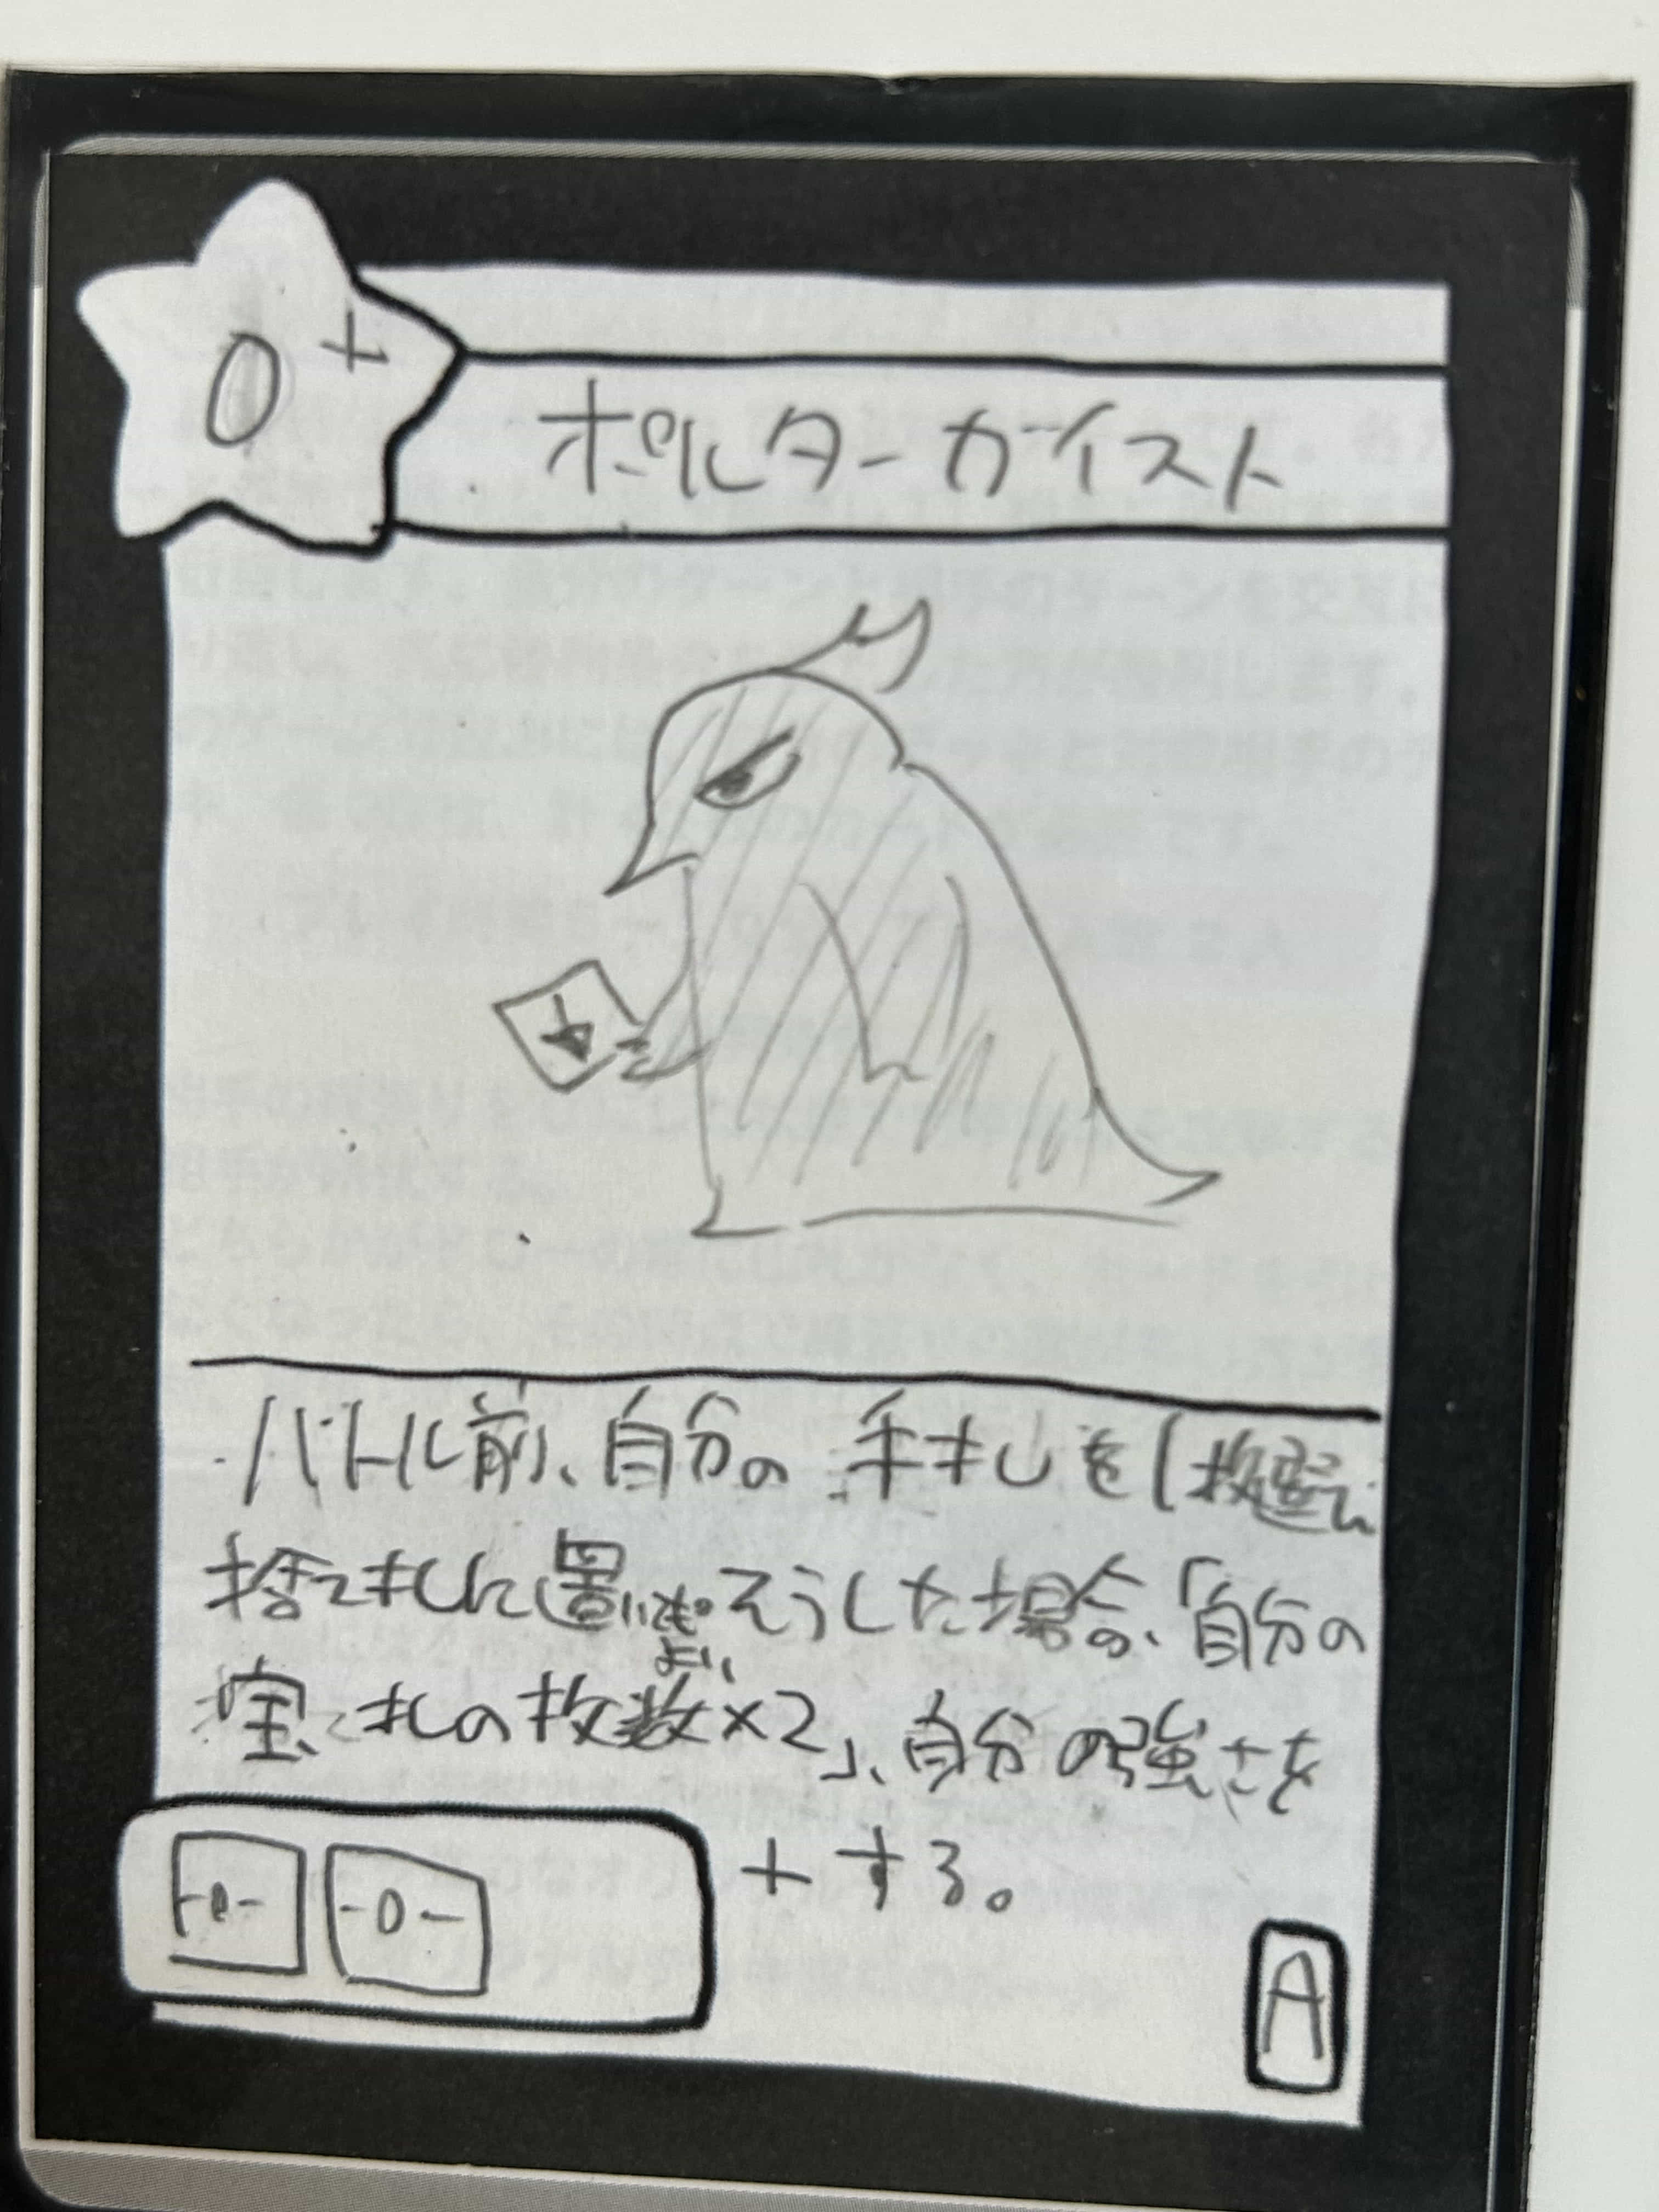 0+
ポルターガイスト
バトル前、自分の手札を1枚選び
捨て札に置いてもよい。そうした場合、「自分の
宝札の枚数×2」、自分の強さを
+する。
-0- -0-
A